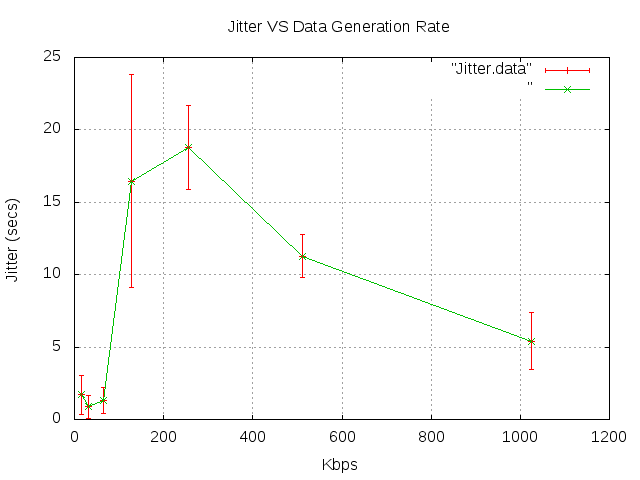 Jitter VS Data Generation Rate
"Jitter.data"
"
25
20
15
10
5
0
Jitter (secs)
0 200 400 600 800 1000 1200
Kbps